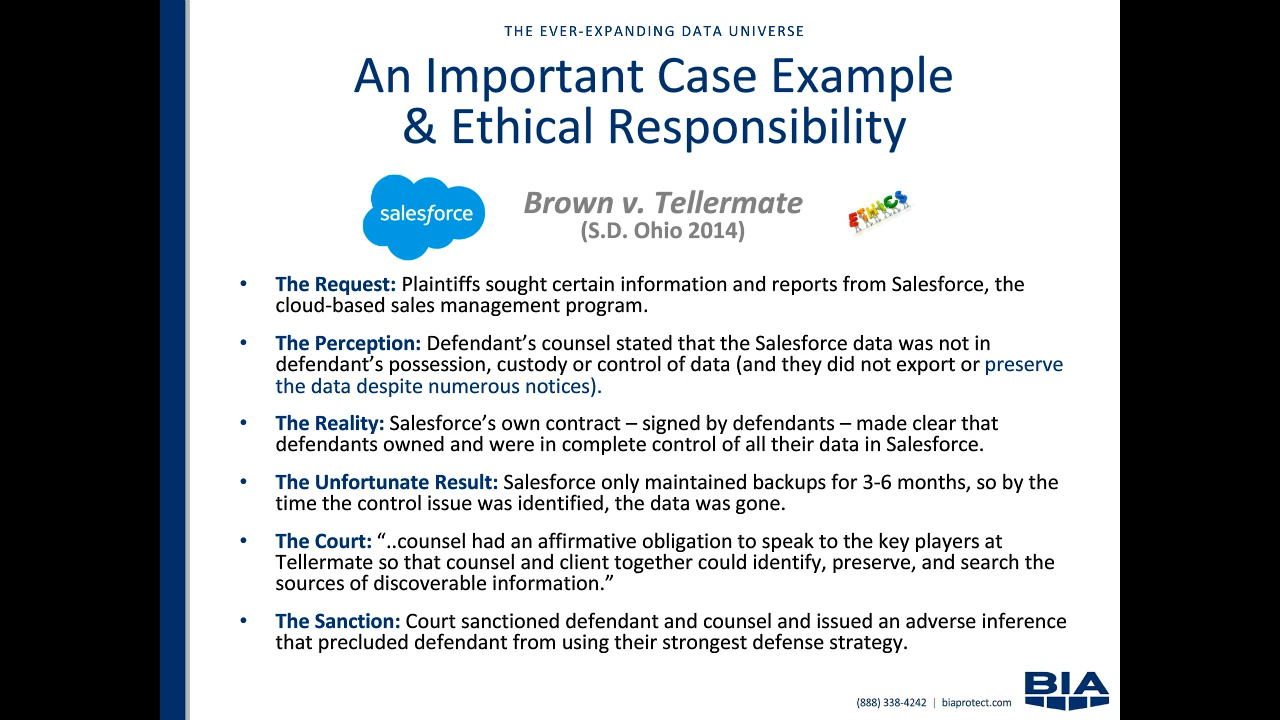 THE EVER-EXPANDING DATA UNIVERSE
An Important Case Example
& Ethical Responsibility
salesforce
Brown v. Tellermate
(S.D. Ohio 2014)
ETHICS
• The Request: Plaintiffs sought certain information and reports from Salesforce, the
cloud-based sales management program.
• The Perception: Defendant’s counsel stated that the Salesforce data was not in
defendant’s possession, custody or control of data (and they did not export or preserve
the data despite numerous notices).
• The Reality: Salesforce’s own contract – signed by defendants – made clear that
defendants owned and were in complete control of all their data in Salesforce.
• The Unfortunate Result: Salesforce only maintained backups for 3-6 months, so by the
time the control issue was identified, the data was gone.
• The Court: “..counsel had an affirmative obligation to speak to the key players at
Tellermate so that counsel and client together could identify, preserve, and search the
sources of discoverable information.”
• The Sanction: Court sanctioned defendant and counsel and issued an adverse inference
that precluded defendant from using their strongest defense strategy.
(888) 338-4242 | biaprotect.com
BIA